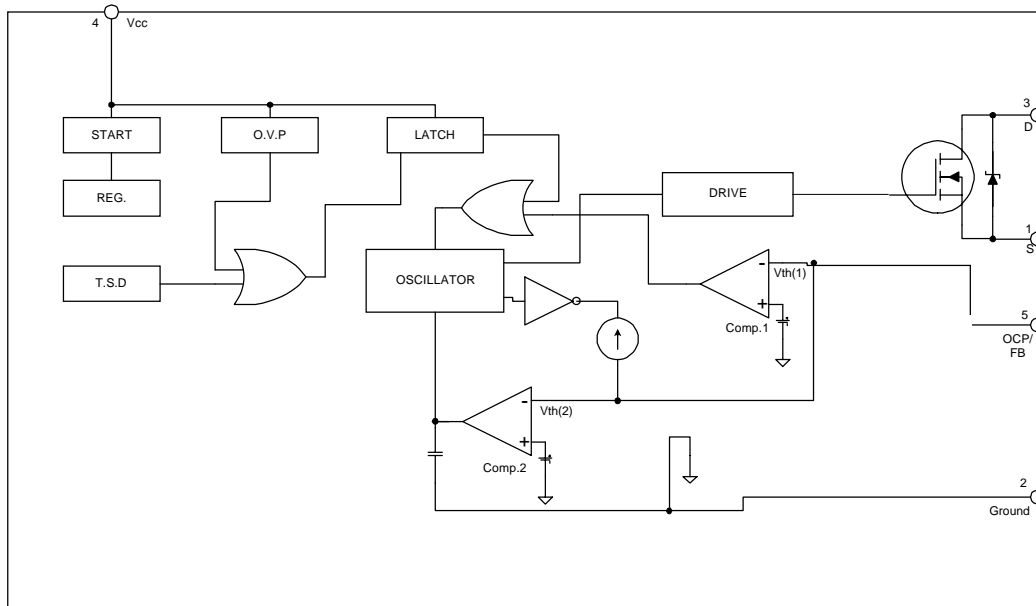 4
Vcc
3
D
START
O.V.P
LATCH
REG.
DRIVE
1
S
T.S.D
OSCILLATOR
Vth(1)
-
+
Comp.1
5
OCP/
FB
-
Vth(2)
+
Comp.2
2
Ground